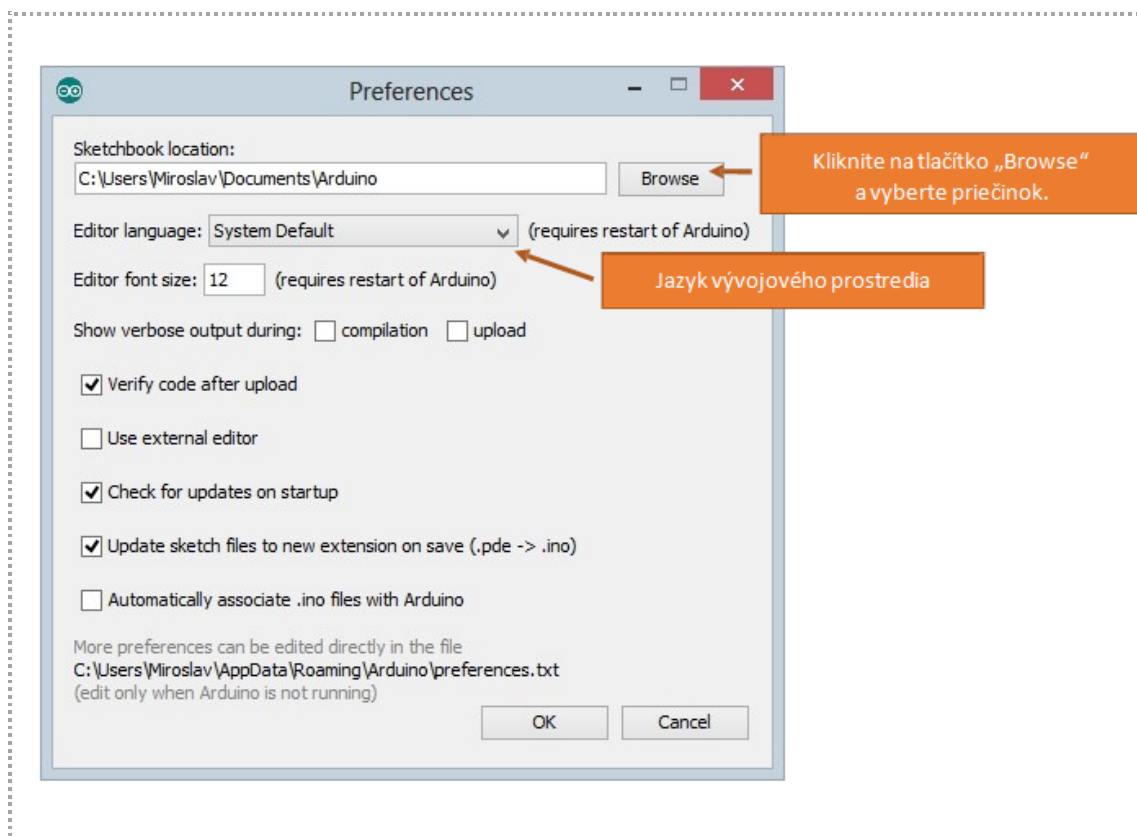 Preferences
Sketchbook location:
C:\Users\Miroslav\Documents\Arduino
Browse
Kliknite na tlačítko „Browse“
a vyberte priečinok.
Editor language: System Default (requires restart of Arduino)
Jazyk vývojového prostredia
Editor font size: 12 (requires restart of Arduino)
Show verbose output during: compilation upload
Verify code after upload
Use external editor
Check for updates on startup
Update sketch files to new extension on save (.pde -> .ino)
Automatically associate .ino files with Arduino
More preferences can be edited directly in the file
C:\Users\Miroslav\AppData\Roaming\Arduino\preferences.txt
(edit only when Arduino is not running)
OK Cancel